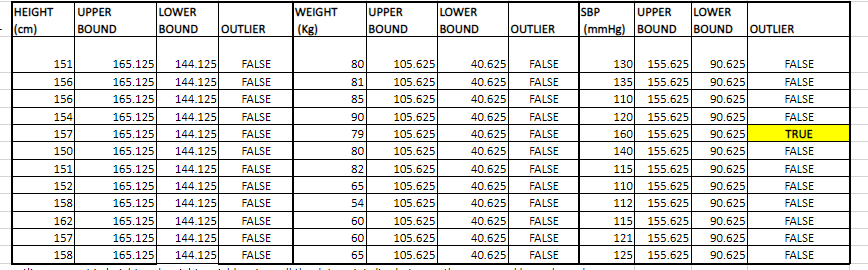 HEIGHT UPPER LOWER WEIGHT UPPER LOWER SBP UPPER LOWER
(cm) BOUND BOUND OUTLIER (Kg) BOUND BOUND OUTLIER (mmHg) BOUND BOUND OUTLIER
151 165.125 144.125 FALSE 80 105.625 40.625 FALSE 130 155.625 90.625 FALSE
156 165.125 144.125 FALSE 81 105.625 40.625 FALSE 135 155.625 90.625 FALSE
156 165.125 144.125 FALSE 85 105.625 40.625 FALSE 110 155.625 90.625 FALSE
154 165.125 144.125 FALSE 90 105.625 40.625 FALSE 120 155.625 90.625 FALSE
157 165.125 144.125 FALSE 79 105.625 40.625 FALSE 160 155.625 90.625 TRUE
150 165.125 144.125 FALSE 80 105.625 40.625 FALSE 140 155.625 90.625 FALSE
151 165.125 144.125 FALSE 82 105.625 40.625 FALSE 115 155.625 90.625 FALSE
152 165.125 144.125 FALSE 65 105.625 40.625 FALSE 110 155.625 90.625 FALSE
158 165.125 144.125 FALSE 54 105.625 40.625 FALSE 112 155.625 90.625 FALSE
162 165.125 144.125 FALSE 60 105.625 40.625 FALSE 115 155.625 90.625 FALSE
157 165.125 144.125 FALSE 60 105.625 40.625 FALSE 121 155.625 90.625 FALSE
158 165.125 144.125 FALSE 65 105.625 40.625 FALSE 125 155.625 90.625 FALSE